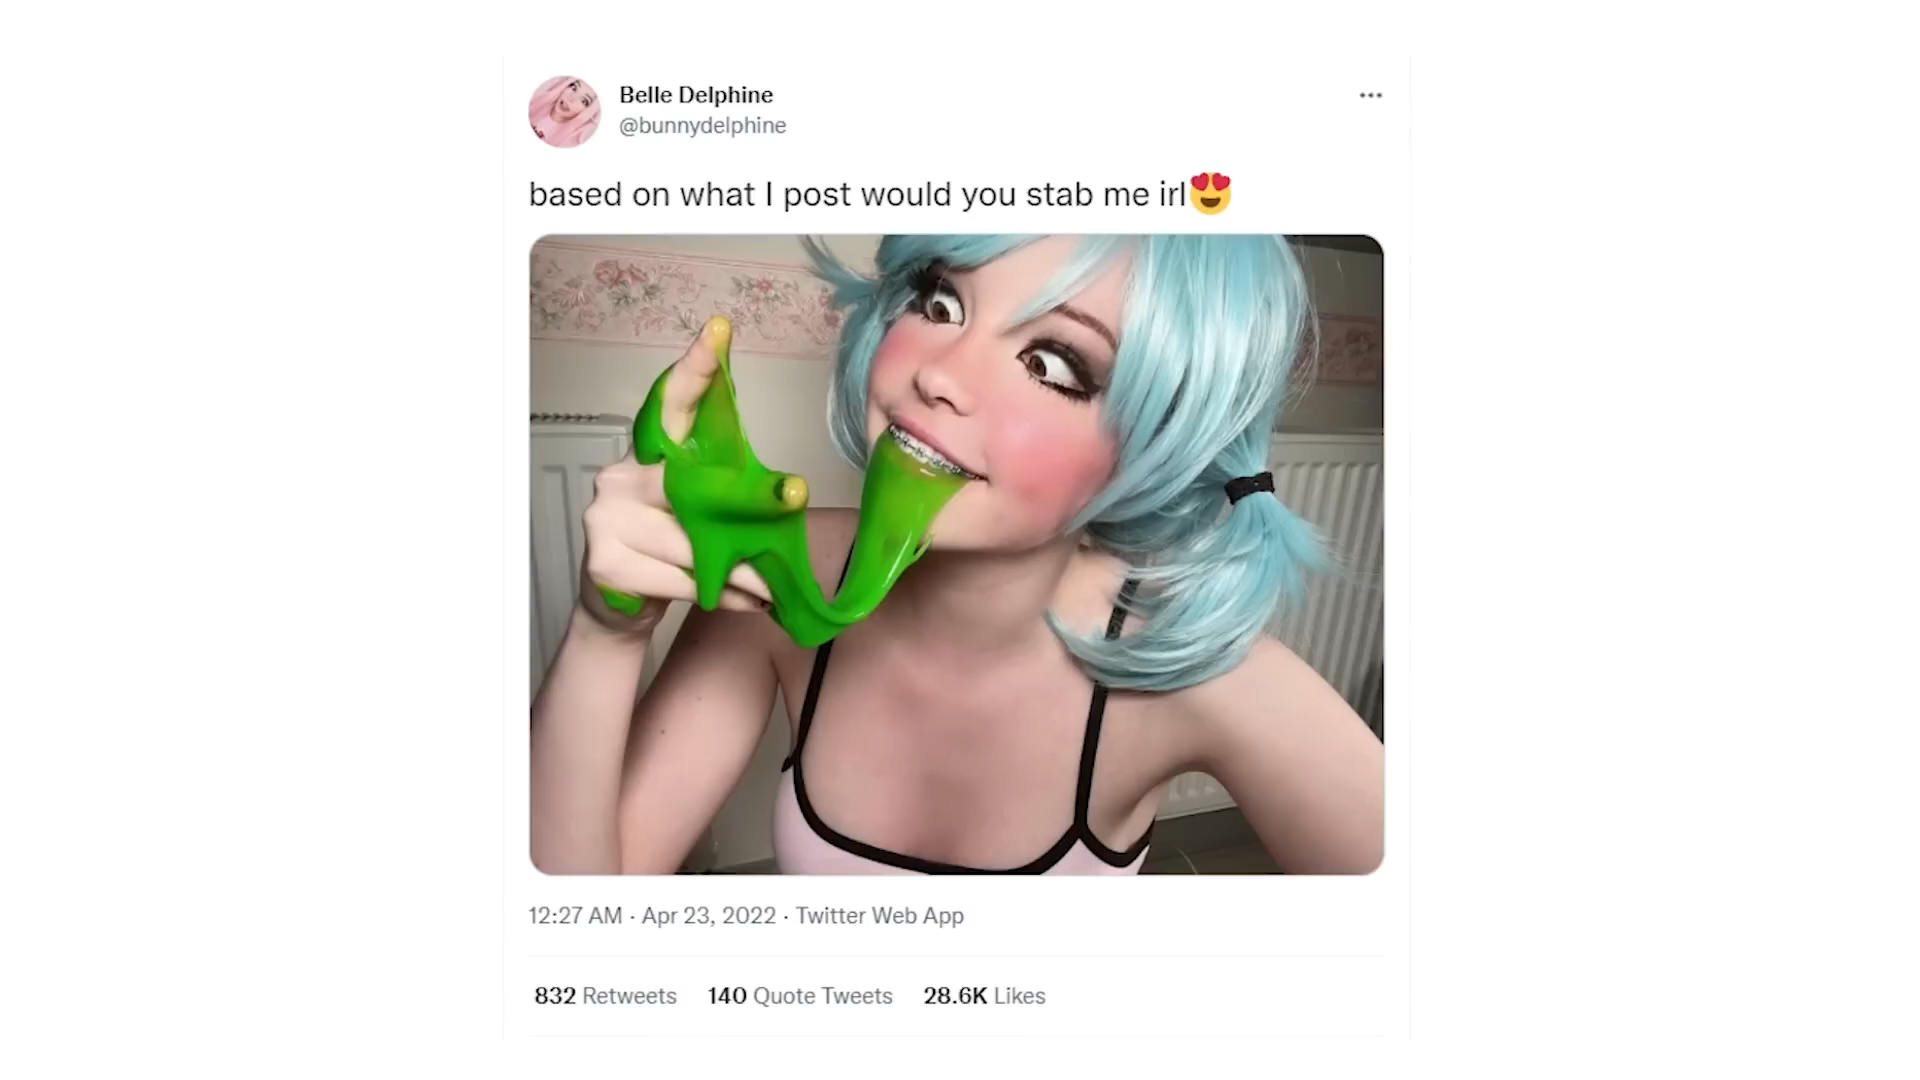 Belle Delphine
@bunnydelphine
based on what I post would you stab me irl😍
12:27 AM · Apr 23, 2022 · Twitter Web App
832 Retweets 140 Quote Tweets 28.6K Likes